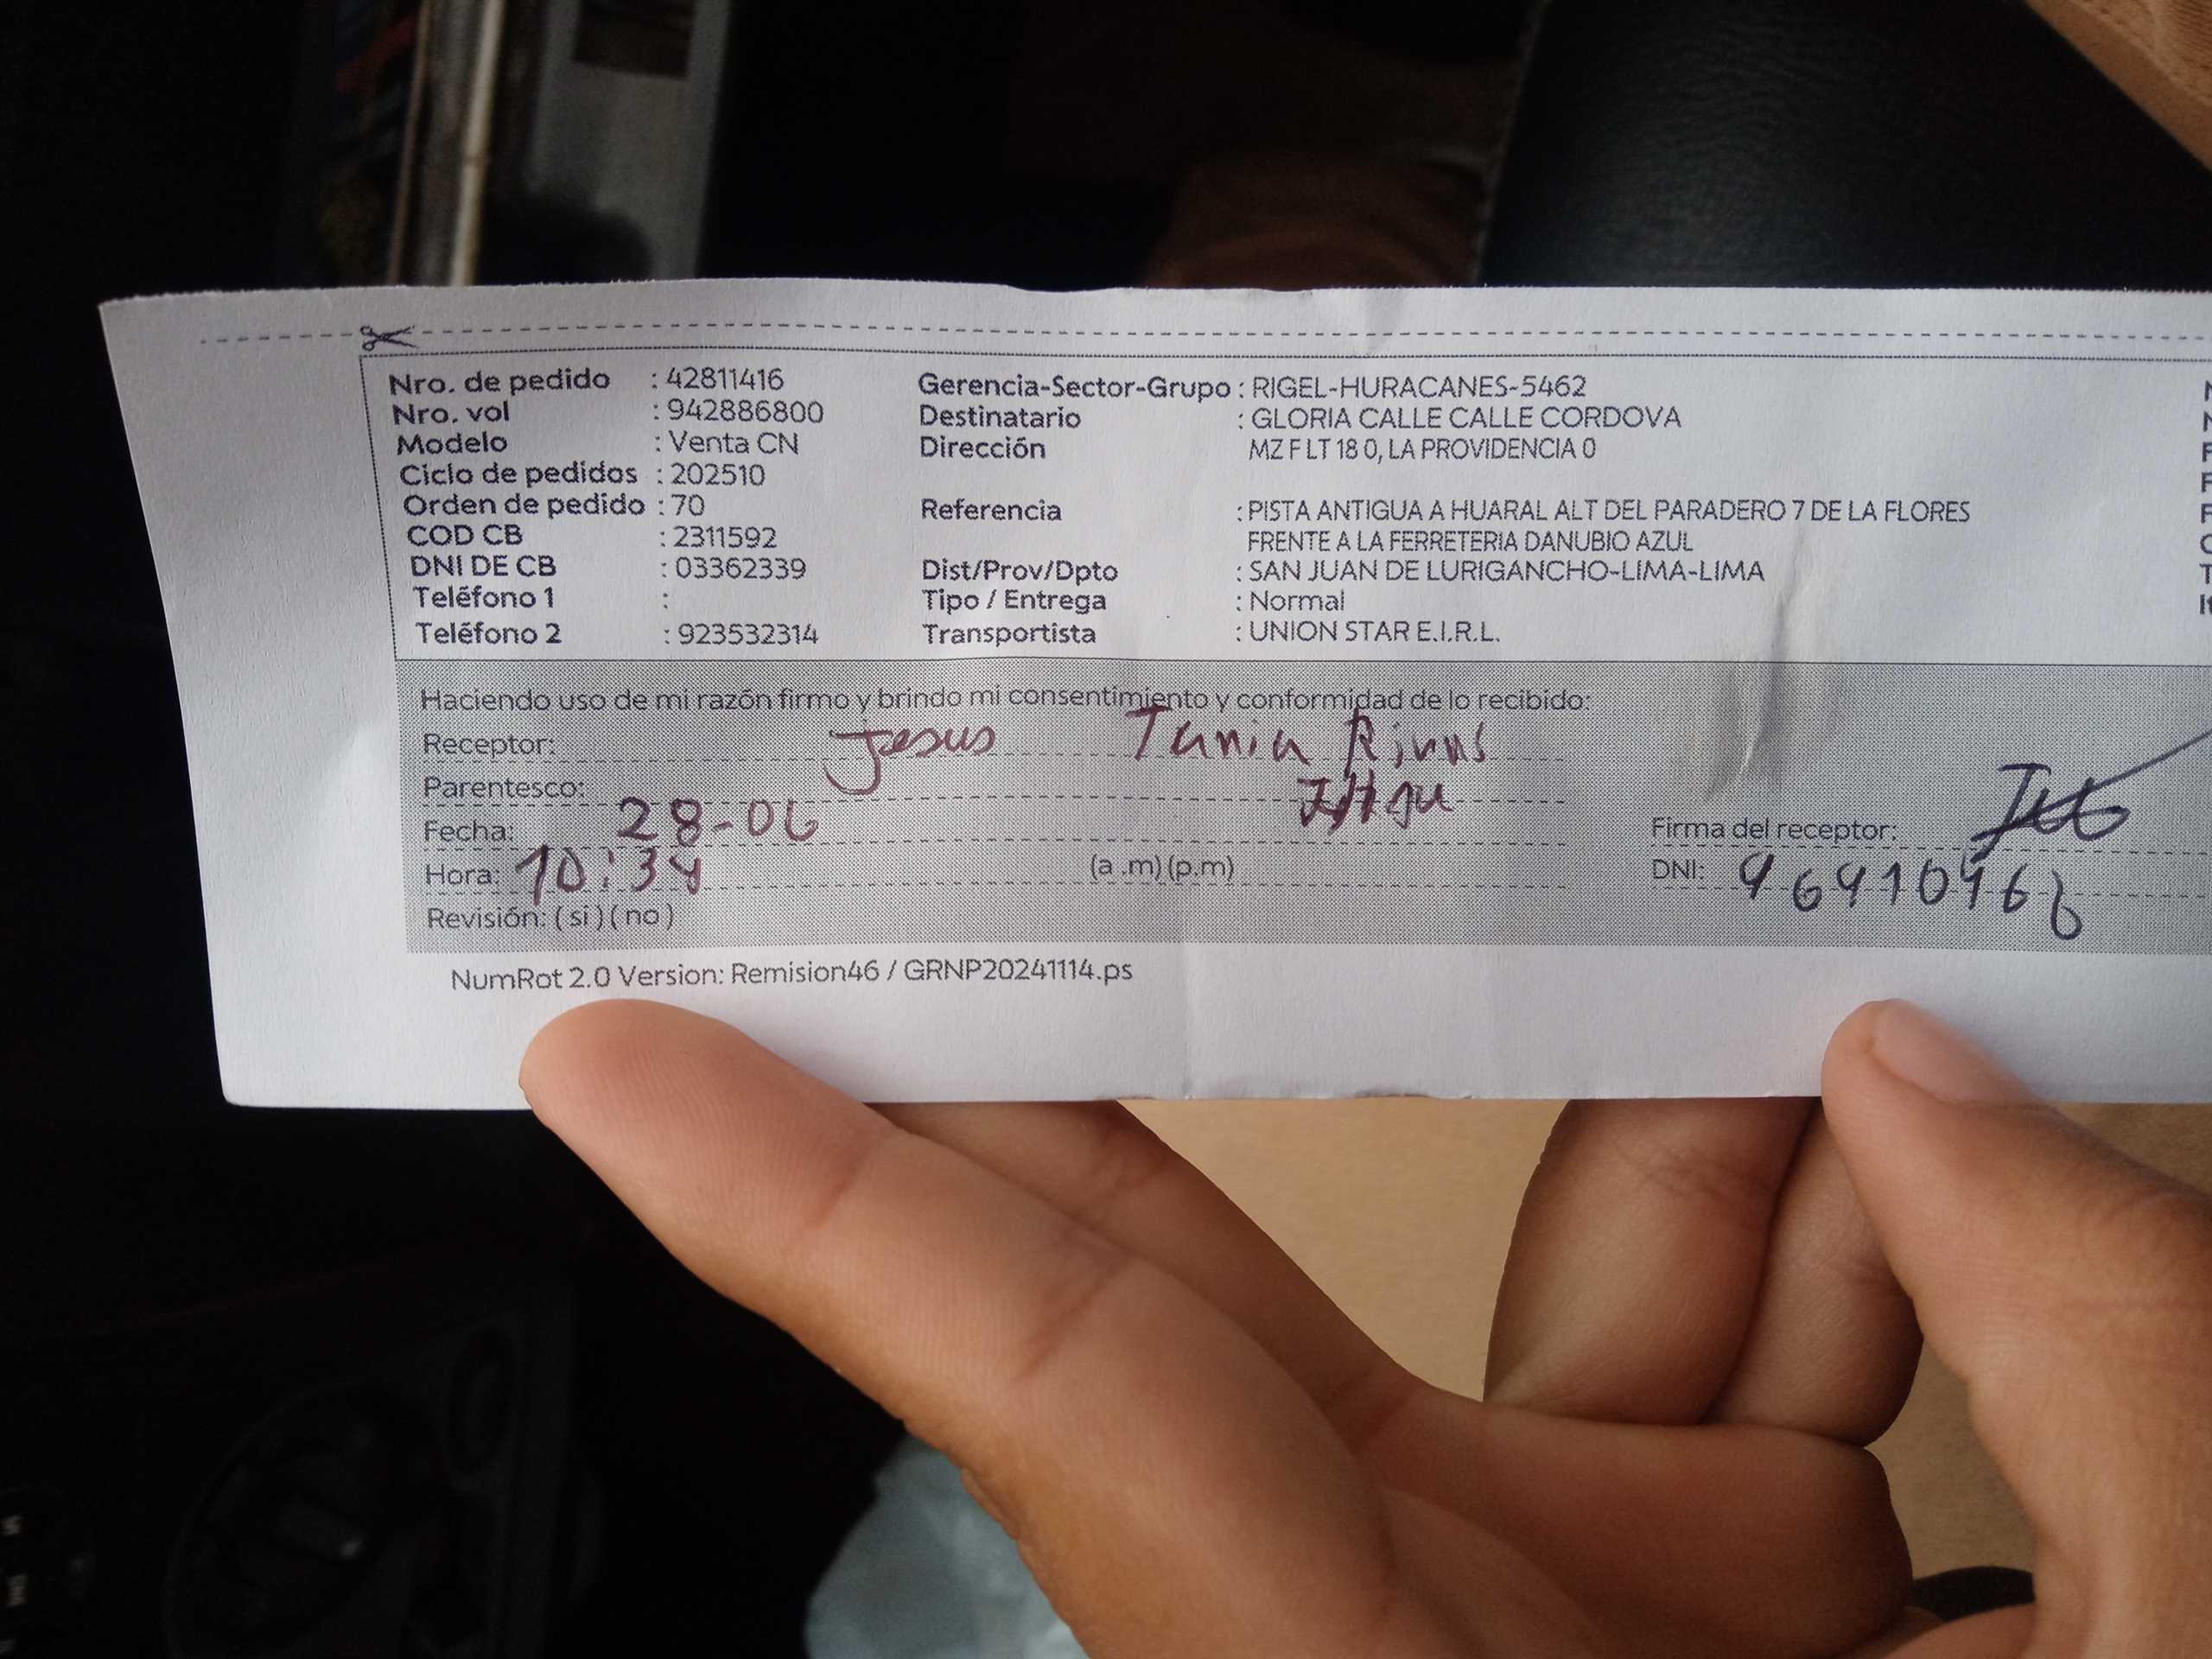 Nro. de pedido : 42811416
Nro. vol : 942886800
Modelo : Venta CN
Ciclo de pedidos : 202510
Orden de pedido : 70
COD CB : 2311592
DNI DE CB : 03362339
Teléfono 1 :
Teléfono 2 : 923532314
Gerencia-Sector-Grupo : RIGEL-HURACANES-5462
Destinatario : GLORIA CALLE CALLE CORDOVA
Dirección MZ F LT 18 0, LA PROVIDENCIA 0
Referencia : PISTA ANTIGUA A HUARAL ALT DEL PARADERO 7 DE LA FLORES
FRENTE A LA FERRETERIA DANUBIO AZUL
Dist/Prov/Dpto : SAN JUAN DE LURIGANCHO-LIMA-LIMA
Tipo / Entrega : Normal
Transportista : UNION STAR E.I.R.L.
Haciendo uso de mi razón firmo y brindo mi consentimiento y conformidad de lo recibido:
Receptor: Jesus Tania Rivas
Parentesco:
Fecha: 28-06
Hora: 10:34 (a .m) (p.m)
Revisión: ( si ) ( no )
Firma del receptor:
DNI:
NumRot 2.0 Version: Remision46 / GRNP20241114.ps